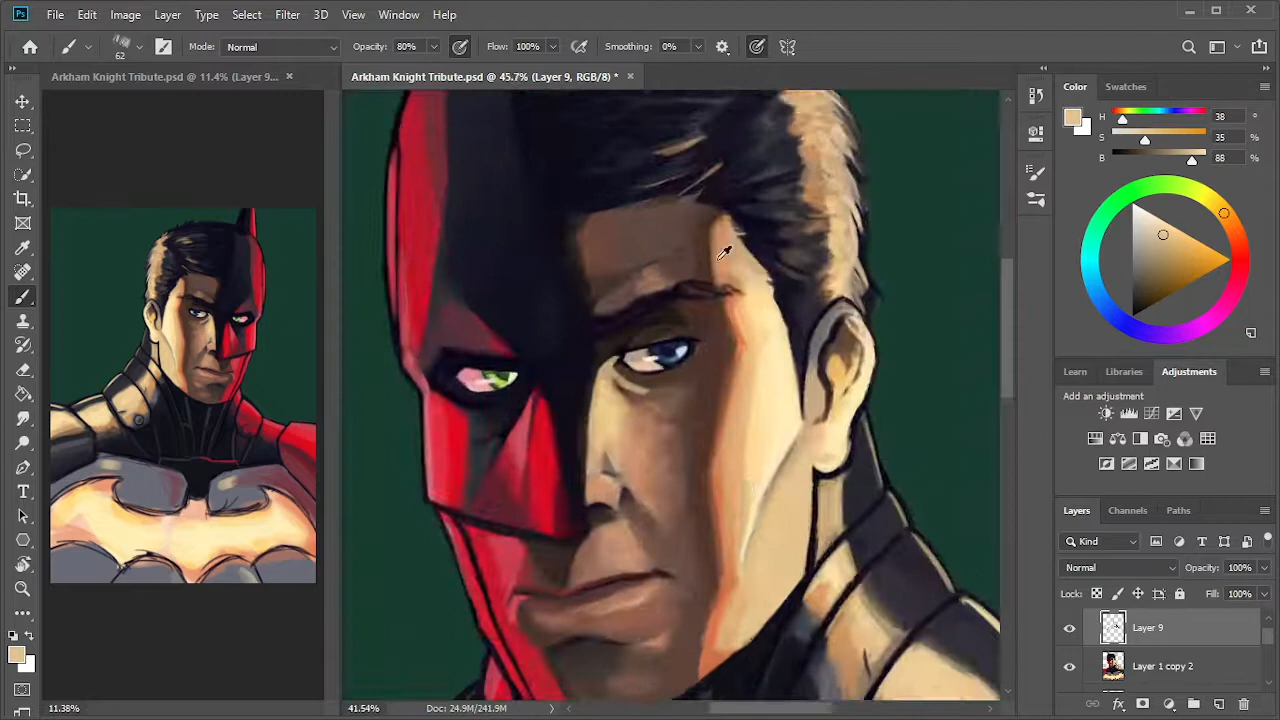 Ps File Edit Image Layer Type Select Filter 3D View Window Help
62 Mode: Normal Opacity: 80% Flow: 100% Smoothing: 0%
Arkham Knight Tribute.psd @ 11.4% (Layer 9... × Arkham Knight Tribute.psd @ 45.7% (Layer 9, RGB/8) * ×
Color Swatches
H 38 °
S 35 %
B 88 %
Learn Libraries Adjustments
Add an adjustment
Layers Channels Paths
Kind
Normal Opacity: 100%
Locks: Fill: 100%
Layer 9
Layer 1 copy 2
11.38% 41.54% Doc: 24.9M/241.9M